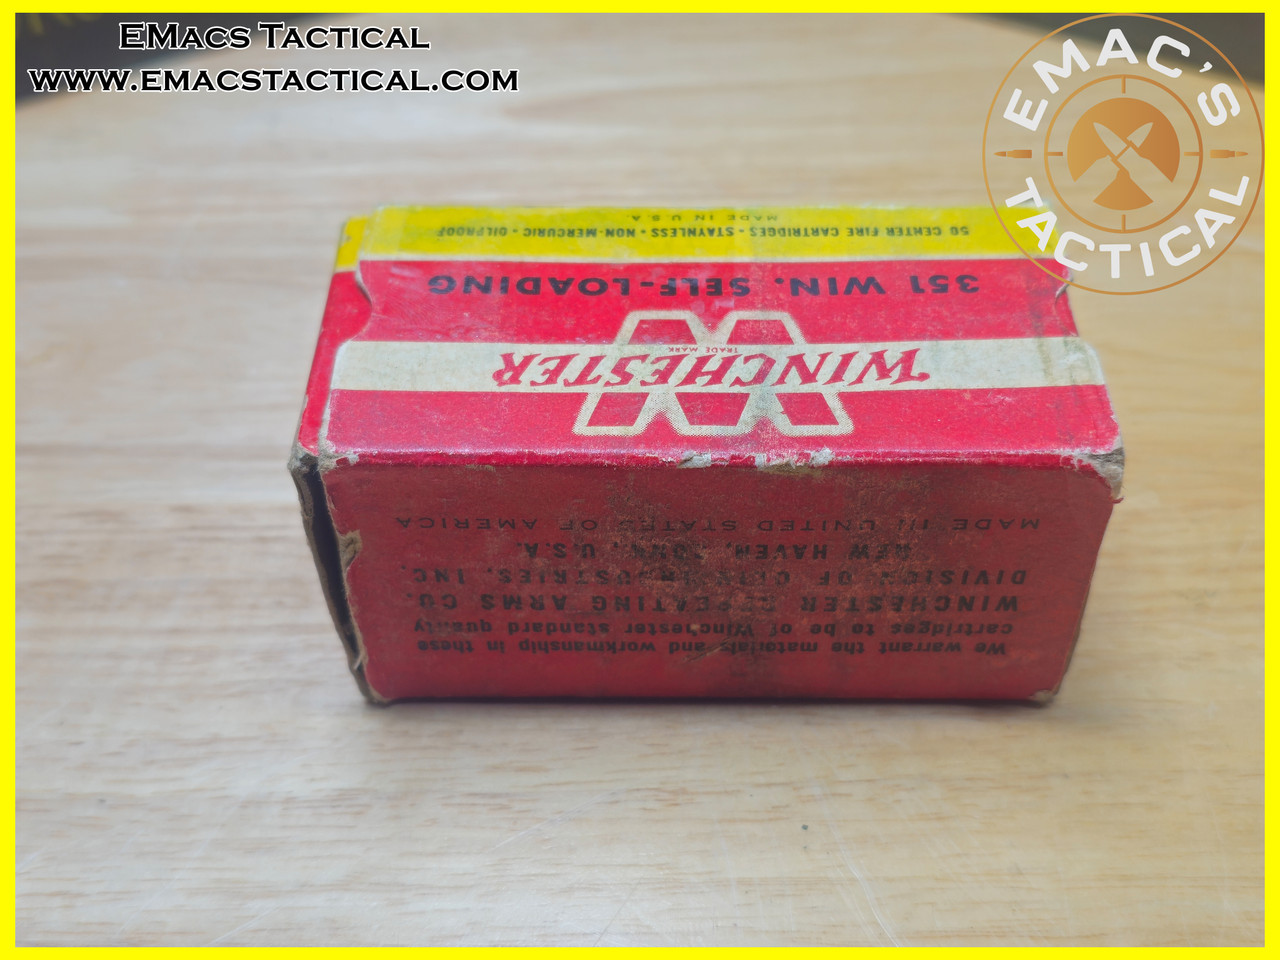 EMACS TACTICAL
WWW.EMACSTACTICAL.COM
EMAC'S
TACTICAL
351 WIN. SELF-LOADING
50 CENTER FIRE CARTRIDGES • STAYNLESS • NON-MERCURIC • OILPROOF
MADE IN U.S.A.
WINCHESTER
TRADE MARK
We warrant the materials and workmanship in these
cartridges to be of Winchester standard quality
WINCHESTER REPEATING ARMS CO.
DIVISION OF OLIN INDUSTRIES, INC.
NEW HAVEN, CONN., U.S.A.
MADE IN UNITED STATES OF AMERICA